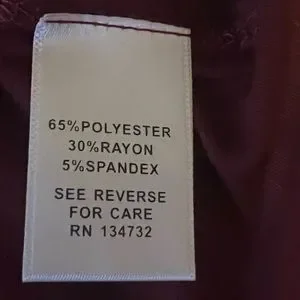 65%POLYESTER
30%RAYON
5%SPANDEX
SEE REVERSE
FOR CARE
RN 134732